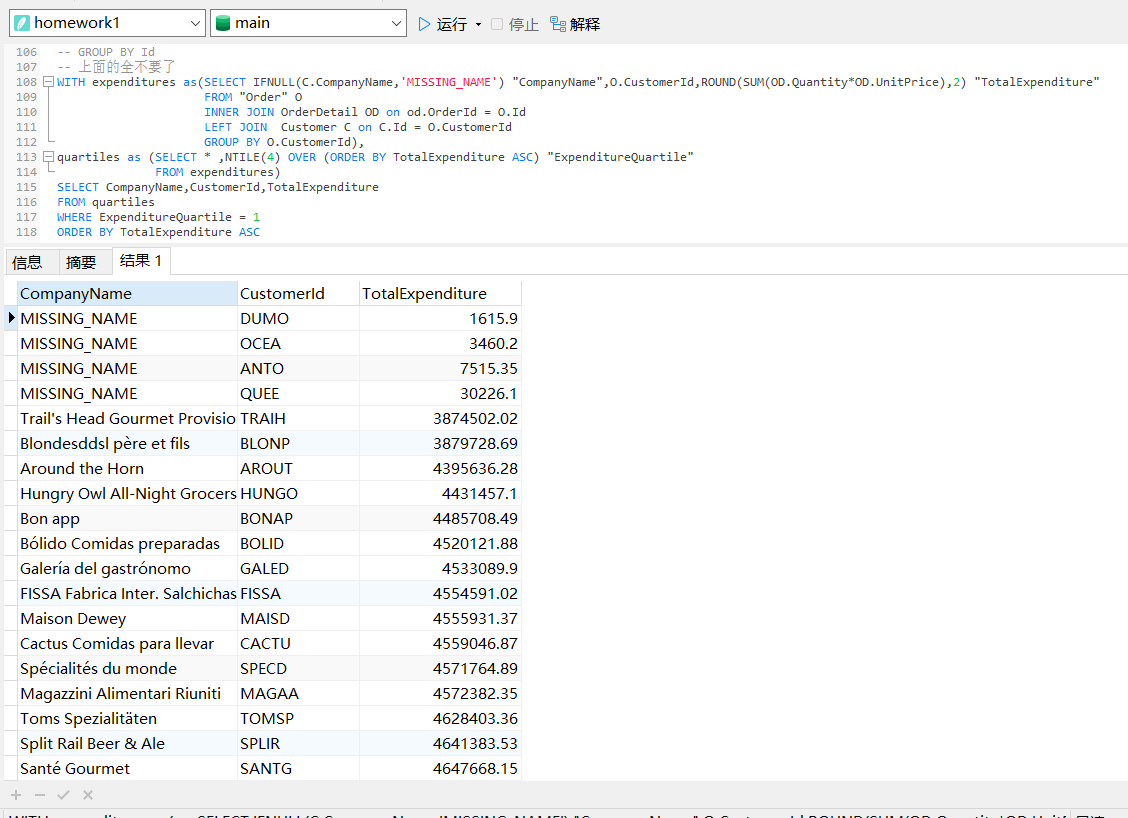 homework1 main 运行 停止 解释
106 -- GROUP BY Id
107 -- 上面的全不要了
108 WITH expenditures as(SELECT IFNULL(C.CompanyName,'MISSING_NAME') "CompanyName",O.CustomerId,ROUND(SUM(OD.Quantity*OD.UnitPrice),2) "TotalExpenditure"
109 FROM "Order" O
110 INNER JOIN OrderDetail OD on od.OrderId = O.Id
111 LEFT JOIN Customer C on C.Id = O.CustomerId
112 GROUP BY O.CustomerId),
113 quartiles as (SELECT * ,NTILE(4) OVER (ORDER BY TotalExpenditure ASC) "ExpenditureQuartile"
114 FROM expenditures)
115 SELECT CompanyName,CustomerId,TotalExpenditure
116 FROM quartiles
117 WHERE ExpenditureQuartile = 1
118 ORDER BY TotalExpenditure ASC
信息 摘要 结果 1
CompanyName CustomerId TotalExpenditure
MISSING_NAME DUMO 1615.9
MISSING_NAME OCEA 3460.2
MISSING_NAME ANTO 7515.35
MISSING_NAME QUEE 30226.1
Trail's Head Gourmet Provisio TRAIH 3874502.02
Blondesddsl père et fils BLONP 3879728.69
Around the Horn AROUT 4395636.28
Hungry Owl All-Night Grocers HUNGO 4431457.1
Bon app BONAP 4485708.49
Bólido Comidas preparadas BOLID 4520121.88
Galería del gastrónomo GALED 4533089.9
FISSA Fabrica Inter. Salchichas FISSA 4554591.02
Maison Dewey MAISD 4555931.37
Cactus Comidas para llevar CACTU 4559046.87
Spécialités du monde SPECD 4571764.89
Magazzini Alimentari Riuniti MAGAA 4572382.35
Toms Spezialitäten TOMSP 4628403.36
Split Rail Beer & Ale SPLIR 4641383.53
Santé Gourmet SANTG 4647668.15